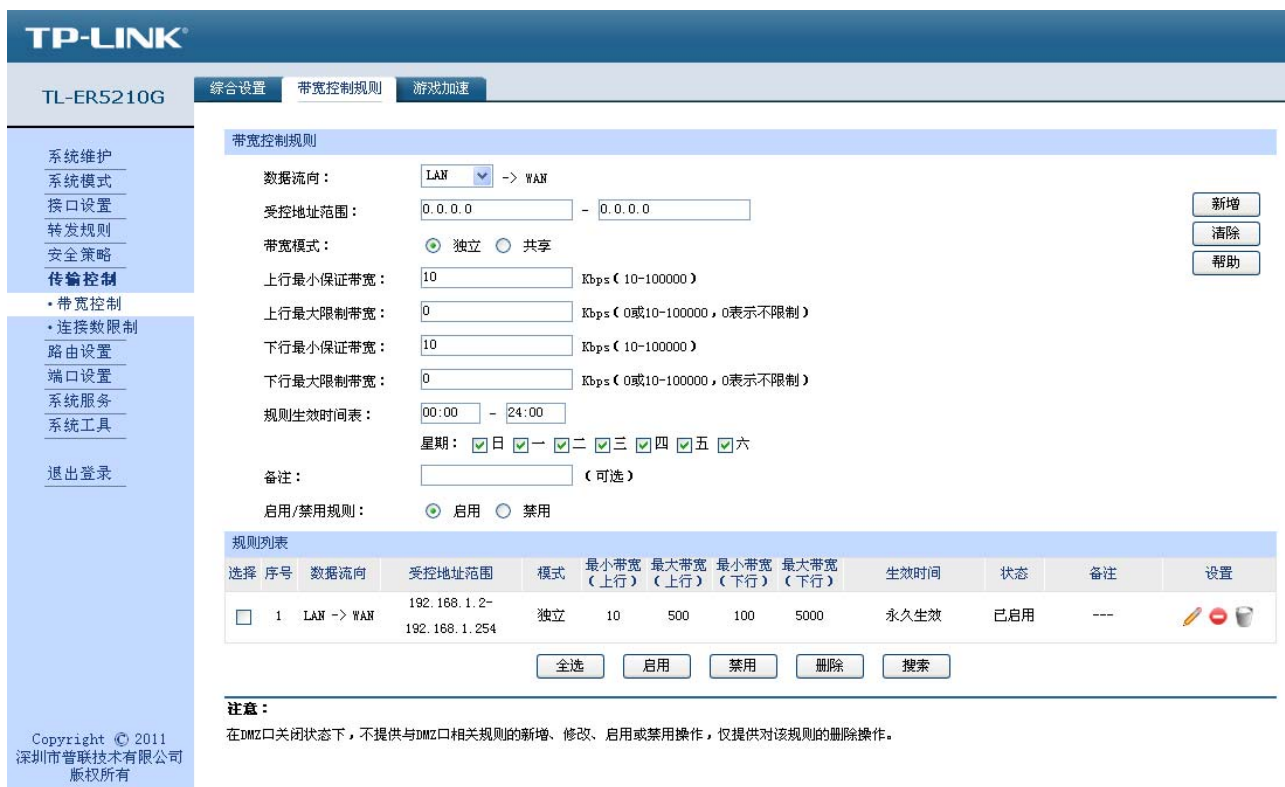 TP-LINK®
TL-ER5210G
综合设置 带宽控制规则 游戏加速
系统维护
系统模式
接口设置
转发规则
安全策略
传输控制
·带宽控制
·连接数限制
路由设置
端口设置
系统服务
系统工具
退出登录
Copyright © 2011
深圳市普联技术有限公司
版权所有
带宽控制规则
数据流向： LAN -> WAN
受控地址范围： 0.0.0.0 - 0.0.0.0
带宽模式： 独立 共享
上行最小保证带宽： 10 Kbps（10-100000）
上行最大限制带宽： 0 Kbps（0或10-100000，0表示不限制）
下行最小保证带宽： 10 Kbps（10-100000）
下行最大限制带宽： 0 Kbps（0或10-100000，0表示不限制）
规则生效时间表： 00:00 - 24:00
星期： 日 一 二 三 四 五 六
备注： （可选）
启用/禁用规则： 启用 禁用
新增
清除
帮助
规则列表
选择 序号 数据流向 受控地址范围 模式 最小带宽（上行） 最大带宽（上行） 最小带宽（下行） 最大带宽（下行） 生效时间 状态 备注 设置
1 LAN -> WAN 192.168.1.2-192.168.1.254 独立 10 500 100 5000 永久生效 已启用 ---
全选 启用 禁用 删除 搜索
注意：
在DMZ口关闭状态下，不提供与DMZ口相关规则的新增、修改、启用或禁用操作，仅提供对该规则的删除操作。